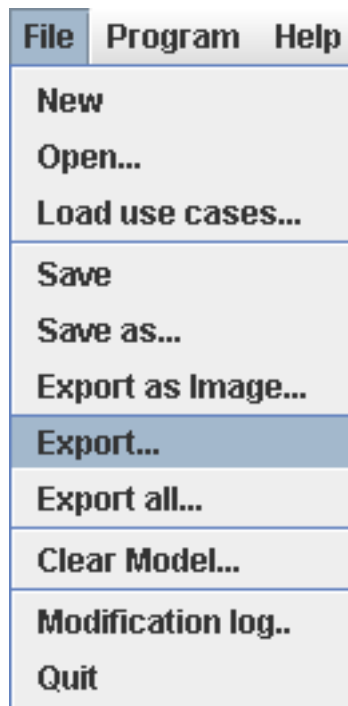 File Program Help
New
Open...
Load use cases...
Save
Save as...
Export as Image...
Export...
Export all...
Clear Model...
Modification log..
Quit